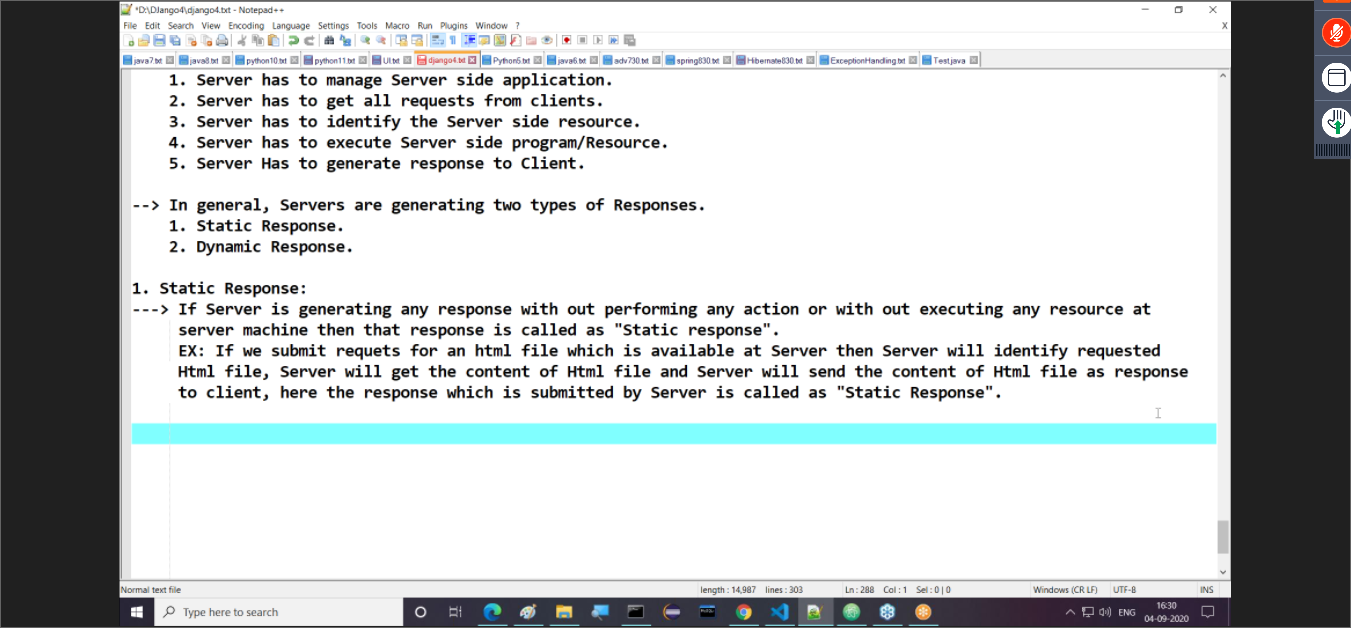 *D:\DJango4\django4.txt - Notepad++
File Edit Search View Encoding Language Settings Tools Macro Run Plugins Window ? X
java7.txt java8.txt python10.txt python11.txt UI.txt django4.txt Python5.txt java6.txt adv730.txt spring830.txt Hibernate830.txt ExceptionHandling.txt Test.java
1. Server has to manage Server side application.
2. Server has to get all requests from clients.
3. Server has to identify the Server side resource.
4. Server has to execute Server side program/Resource.
5. Server Has to generate response to Client.
--> In general, Servers are generating two types of Responses.
1. Static Response.
2. Dynamic Response.
1. Static Response:
---> If Server is generating any response with out performing any action or with out executing any resource at
server machine then that response is called as "Static response".
EX: If we submit requets for an html file which is available at Server then Server will identify requested
Html file, Server will get the content of Html file and Server will send the content of Html file as response
to client, here the response which is submitted by Server is called as "Static Response".
Normal text file length : 14,987 lines : 303 Ln : 288 Col : 1 Sel : 0 | 0 Windows (CR LF) UTF-8 INS
Type here to search ENG 16:30
04-09-2020